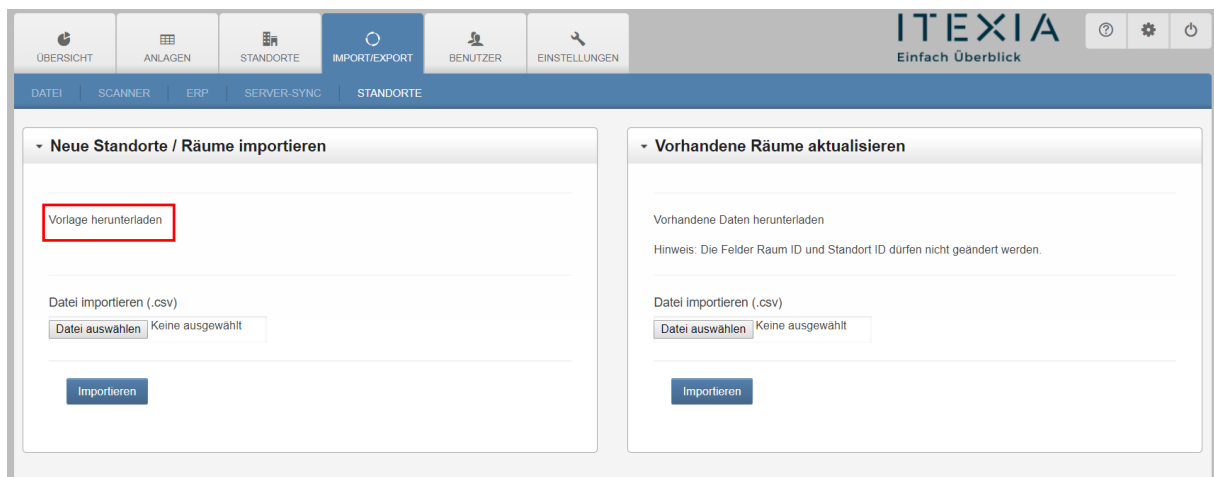 ÜBERSICHT
ANLAGEN
STANDORTE
IMPORT/EXPORT
BENUTZER
EINSTELLUNGEN
ITEXIA
Einfach Überblick
DATEI
SCANNER
ERP
SERVER-SYNC
STANDORTE
Neue Standorte / Räume importieren
Vorlage herunterladen
Datei importieren (.csv)
Datei auswählen Keine ausgewählt
Importieren
Vorhandene Räume aktualisieren
Vorhandene Daten herunterladen
Hinweis: Die Felder Raum ID und Standort ID dürfen nicht geändert werden.
Datei importieren (.csv)
Datei auswählen Keine ausgewählt
Importieren